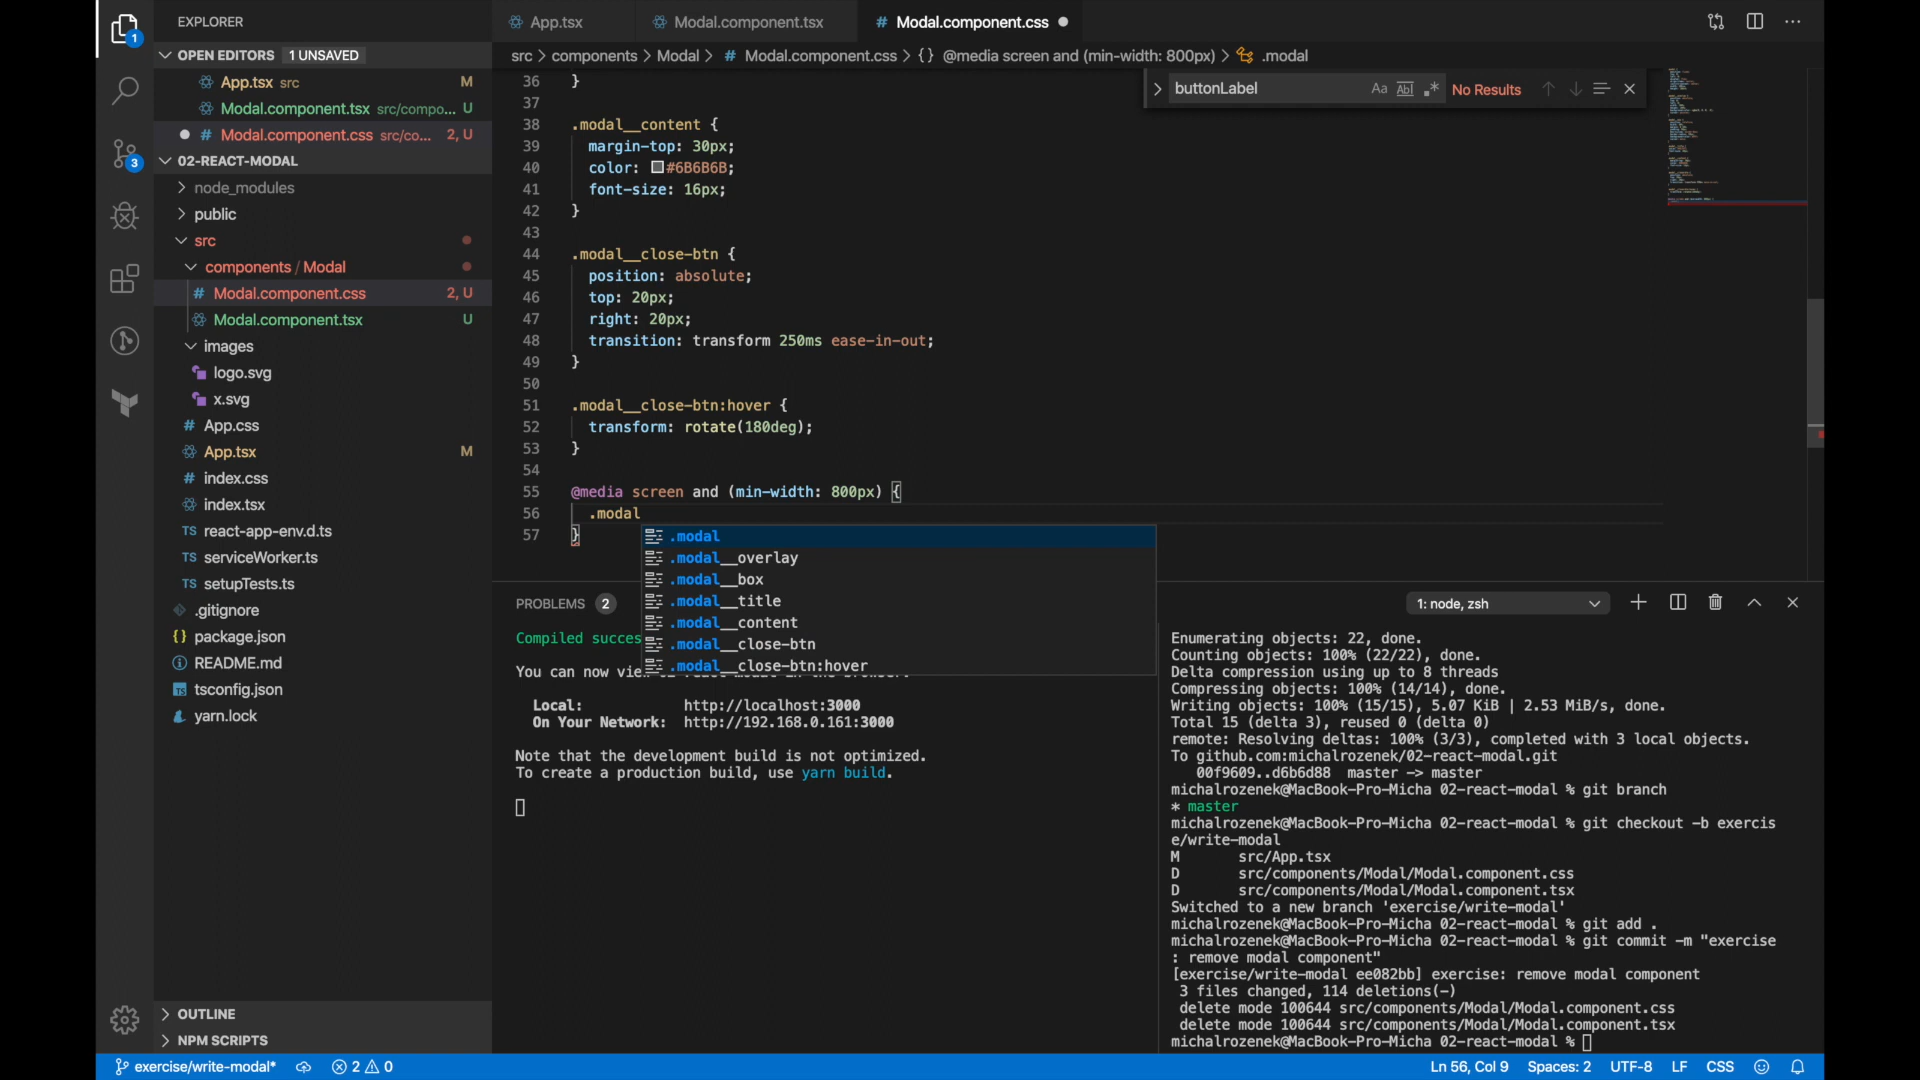 1
3
EXPLORER
OPEN EDITORS 1 UNSAVED
App.tsx src M
Modal.component.tsx src/compo... U
# Modal.component.css src/co... 2, U
02-REACT-MODAL
node_modules
public
src
components / Modal
# Modal.component.css 2, U
Modal.component.tsx U
images
logo.svg
x.svg
# App.css
App.tsx M
# index.css
index.tsx
TS react-app-env.d.ts
TS serviceWorker.ts
TS setupTests.ts
.gitignore
{} package.json
README.md
tsconfig.json
yarn.lock
OUTLINE
NPM SCRIPTS
App.tsx Modal.component.tsx # Modal.component.css
src > components > Modal > # Modal.component.css > {} @media screen and (min-width: 800px) > .modal
buttonLabel Aa Abl .* No Results
36 }
37
38 .modal__content {
39 margin-top: 30px;
40 color: #6B6B6B;
41 font-size: 16px;
42 }
43
44 .modal__close-btn {
45 position: absolute;
46 top: 20px;
47 right: 20px;
48 transition: transform 250ms ease-in-out;
49 }
50
51 .modal__close-btn:hover {
52 transform: rotate(180deg);
53 }
54
55 @media screen and (min-width: 800px) {
56 .modal
57 }
.modal
.modal__overlay
.modal__box
.modal__title
.modal__content
.modal__close-btn
.modal__close-btn:hover
PROBLEMS 2
1: node, zsh
Compiled succes
You can now vi
Local: http://localhost:3000
On Your Network: http://192.168.0.161:3000
Note that the development build is not optimized.
To create a production build, use yarn build.
Enumerating objects: 22, done.
Counting objects: 100% (22/22), done.
Delta compression using up to 8 threads
Compressing objects: 100% (14/14), done.
Writing objects: 100% (15/15), 5.07 KiB | 2.53 MiB/s, done.
Total 15 (delta 3), reused 0 (delta 0)
remote: Resolving deltas: 100% (3/3), completed with 3 local objects.
To github.com:michalrozenek/02-react-modal.git
00f9609..d6b6d88 master -> master
michalrozenek@MacBook-Pro-Micha 02-react-modal % git branch
* master
michalrozenek@MacBook-Pro-Micha 02-react-modal % git checkout -b exercis
e/write-modal
M src/App.tsx
D src/components/Modal/Modal.component.css
D src/components/Modal/Modal.component.tsx
Switched to a new branch 'exercise/write-modal'
michalrozenek@MacBook-Pro-Micha 02-react-modal % git add .
michalrozenek@MacBook-Pro-Micha 02-react-modal % git commit -m "exercise
: remove modal component"
[exercise/write-modal ee082bb] exercise: remove modal component
3 files changed, 114 deletions(-)
delete mode 100644 src/components/Modal/Modal.component.css
delete mode 100644 src/components/Modal/Modal.component.tsx
michalrozenek@MacBook-Pro-Micha 02-react-modal %
exercise/write-modal* 2 0 Ln 56, Col 9 Spaces: 2 UTF-8 LF CSS